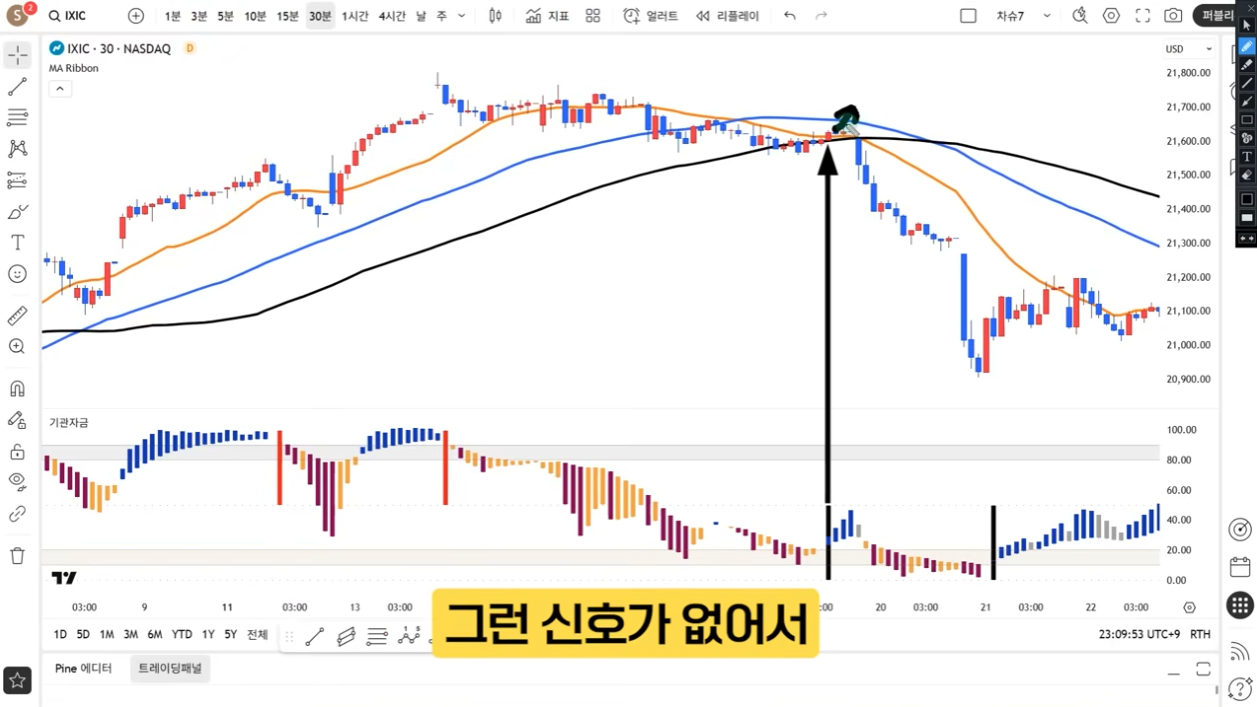 S 2 IXIC 1분 3분 5분 10분 15분 30분 1시간 4시간 날 주 지표 얼러트 리플레이 차슈7 퍼블리
IXIC · 30 · NASDAQ D
USD
MA Ribbon
21,800.00
21,700.00
21,600.00
21,500.00
21,400.00
21,300.00
21,200.00
21,100.00
21,000.00
20,900.00
기관자금
100.00
80.00
60.00
40.00
20.00
0.00
03:00 9 11 03:00 13 03:00 :00 20 03:00 21 03:00 22 03:00
그런 신호가 없어서
1D 5D 1M 3M 6M YTD 1Y 5Y 전체
23:09:53 UTC+9 RTH
Pine 에디터 트레이딩패널